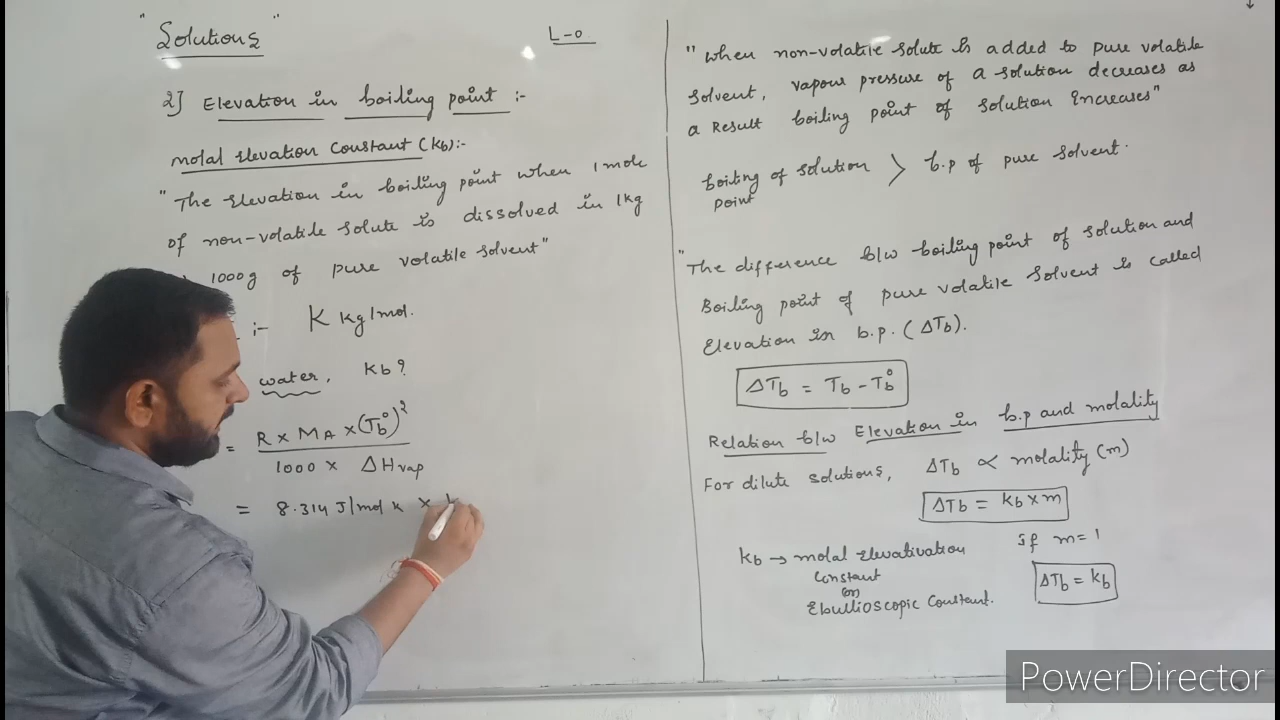 "Solutions"
L-0.
2] Elevation in boiling point :-
molal elevation constant (kb):-
"The elevation in boiling point when 1 mole
of non-volatile solute is dissolved in 1kg
1000g of pure volatile solvent"
:- K kg/mol.
water, kb?
= R × MA × (Tb°)² / 1000 × ΔHvap
= 8.314 J/mol k ×
"when non-volatile solute is added to pure volatile
solvent, vapour pressure of a solution decreases as
a Result boiling point of solution increases"
boiling of solution > b.p of pure solvent.
point
"The difference b/w boiling point of solution and
Boiling point of pure volatile solvent is called
Elevation in b.p. (ΔTb).
ΔTb = Tb - Tb°
Relation b/w Elevation in b.p and molality
For dilute solutions, ΔTb ∝ molality (m)
ΔTb = kb × m
kb → molal elevativation if m=1
constant
or
Ebullioscopic constant.
ΔTb = kb
PowerDirector